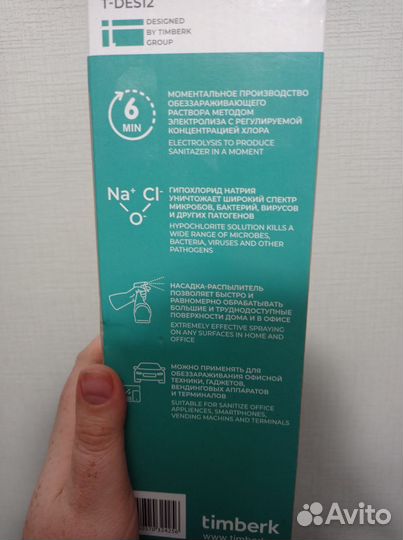 T-DES12
DESIGNED
BY TIMBERK
GROUP
6
MIN
МОМЕНТАЛЬНОЕ ПРОИЗВОДСТВО
ОБЕЗЗАРАЖИВАЮЩЕГО
РАСТВОРА МЕТОДОМ
ЭЛЕКТРОЛИЗА С РЕГУЛИРУЕМОЙ
КОНЦЕНТРАЦИЕЙ ХЛОРА
ELECTROLYSIS TO PRODUCE
SANITAZER IN A MOMENT
Na+ Cl-
O-
ГИПОХЛОРИД НАТРИЯ
УНИЧТОЖАЕТ ШИРОКИЙ СПЕКТР
МИКРОБОВ, БАКТЕРИЙ, ВИРУСОВ
И ДРУГИХ ПАТОГЕНОВ
HYPOCHLORITE SOLUTION KILLS A
WIDE RANGE OF MICROBES,
BACTERIA, VIRUSES AND OTHER
PATHOGENS
НАСАДКА-РАСПЫЛИТЕЛЬ
ПОЗВОЛЯЕТ БЫСТРО И
РАВНОМЕРНО ОБРАБАТЫВАТЬ
БОЛЬШИЕ И ТРУДНОДОСТУПНЫЕ
ПОВЕРХНОСТИ ДОМА И В ОФИСЕ
EXTREMELY EFFECTIVE SPRAYING
ON ANY SURFACES IN HOME AND
OFFICE
МОЖНО ПРИМЕНЯТЬ ДЛЯ
ОБЕЗЗАРАЖИВАНИЯ ОФИСНОЙ
ТЕХНИКИ, ГАДЖЕТОВ,
ВЕНДИНГОВЫХ АППАРАТОВ
И ТЕРМИНАЛОВ
SUITABLE FOR SANITIZE OFFICE
APPLIENCES, SMARTPHONES,
VENDING MACHINE AND TERMINALS
timberk
www.timberk
Avito